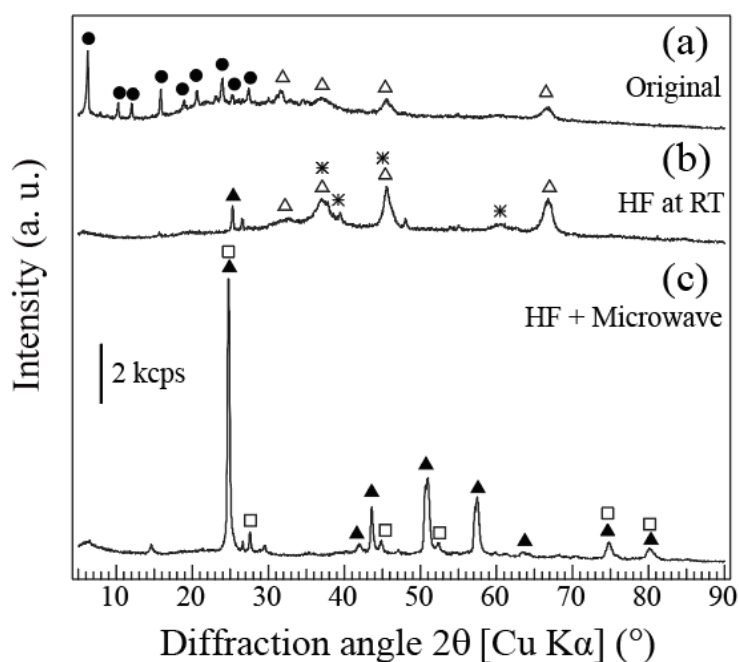 (a)
Original
(b)
HF at RT
(c)
HF + Microwave
2 kcps
Intensity (a. u.)
10 20 30 40 50 60 70 80 90
Diffraction angle 2θ [Cu Kα] (°)